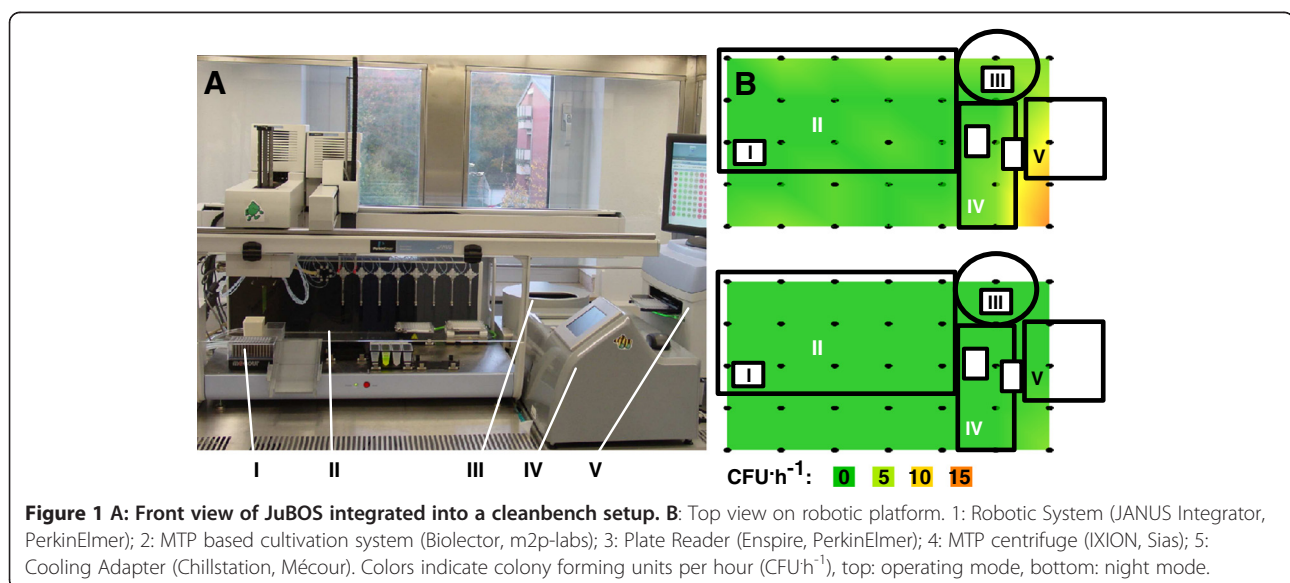 A
B
I
II
III
IV
V
I
II
III
IV
V
I
II
III
IV
V
CFU·h⁻¹: 0 5 10 15
Figure 1 A: Front view of JuBOS integrated into a cleanbench setup. B: Top view on robotic platform. 1: Robotic System (JANUS Integrator,
PerkinElmer); 2: MTP based cultivation system (Biolector, m2p-labs); 3: Plate Reader (Enspire, PerkinElmer); 4: MTP centrifuge (IXION, Sias); 5:
Cooling Adapter (Chillstation, Mécour). Colors indicate colony forming units per hour (CFU·h⁻¹), top: operating mode, bottom: night mode.